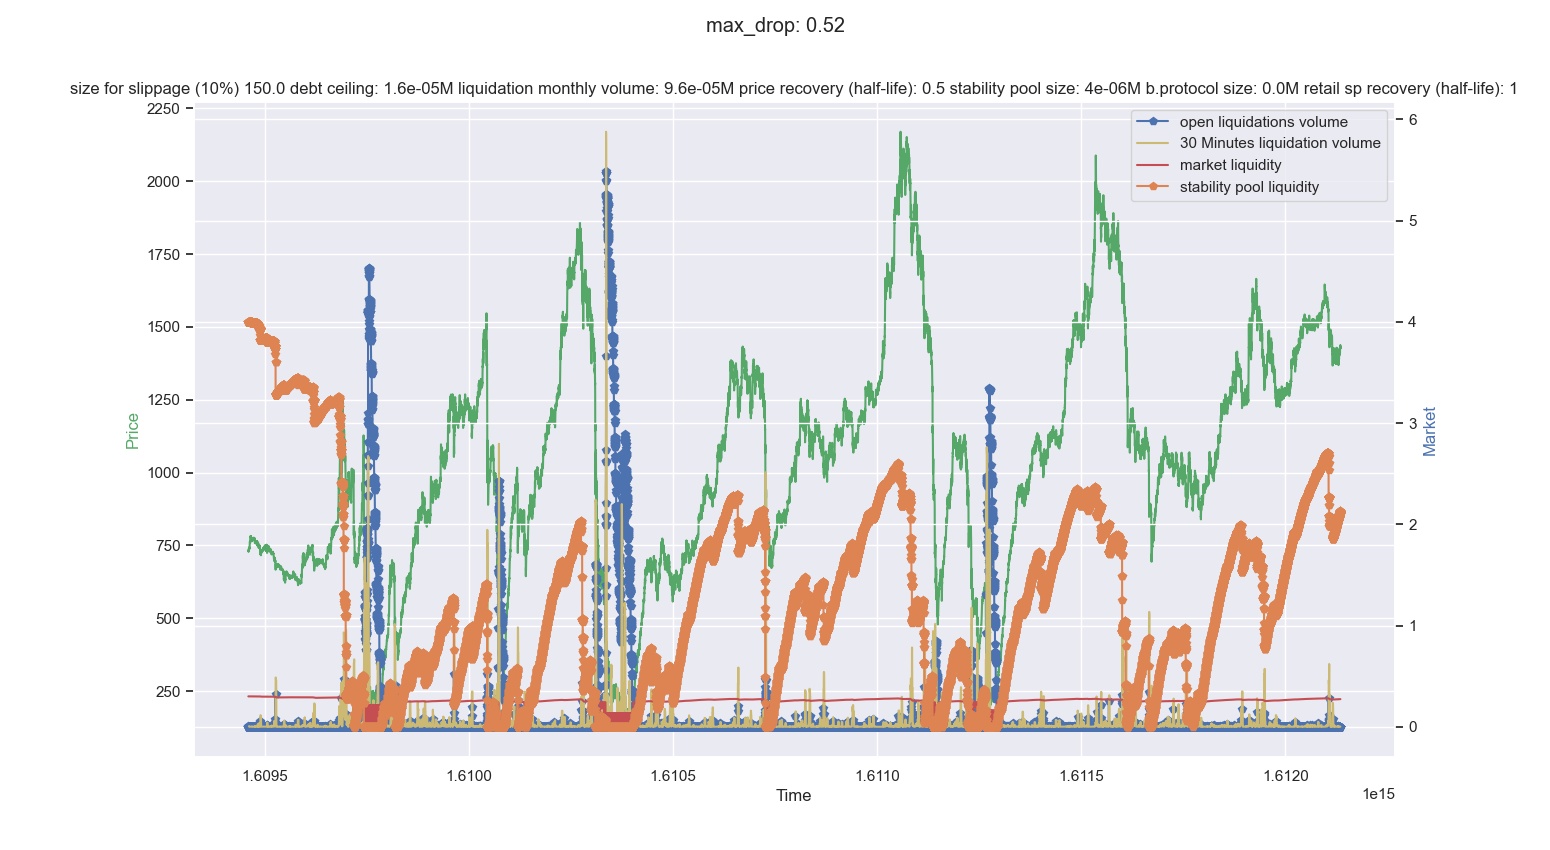 max_drop: 0.52
size for slippage (10%) 150.0 debt ceiling: 1.6e-05M liquidation monthly volume: 9.6e-05M price recovery (half-life): 0.5 stability pool size: 4e-06M b.protocol size: 0.0M retail sp recovery (half-life): 1
2250
2000
1750
1500
1250
1000
750
500
250
Price
open liquidations volume
30 Minutes liquidation volume
market liquidity
stability pool liquidity
6
5
4
3
2
1
0
Market
1.6095
1.6100
1.6105
1.6110
1.6115
1.6120
Time
1e15